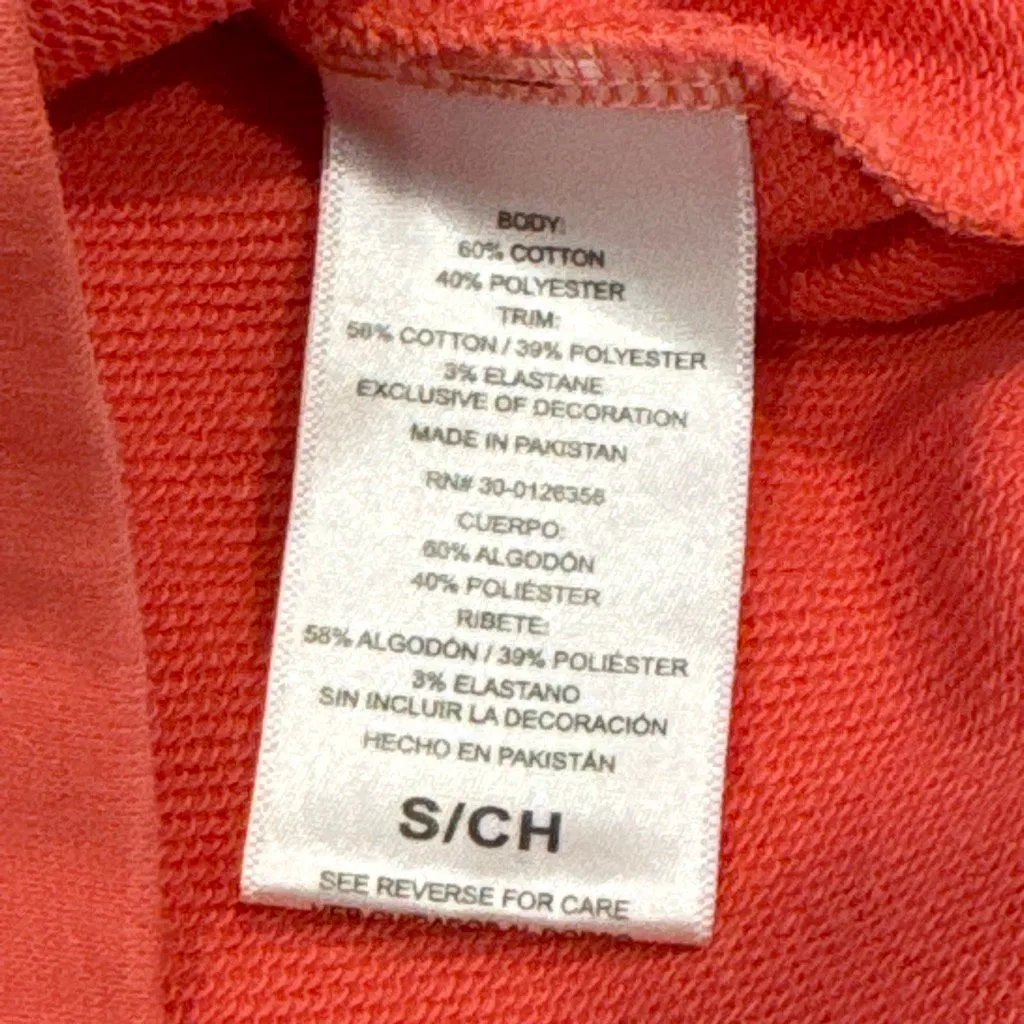 BODY:
60% COTTON
40% POLYESTER
TRIM:
58% COTTON / 39% POLYESTER
3% ELASTANE
EXCLUSIVE OF DECORATION
MADE IN PAKISTAN
RN# 30-0126356
CUERPO:
60% ALGODÓN
40% POLIÉSTER
RIBETE:
58% ALGODÓN / 39% POLIÉSTER
3% ELASTANO
SIN INCLUIR LA DECORACIÓN
HECHO EN PAKISTÁN
S/CH
SEE REVERSE FOR CARE